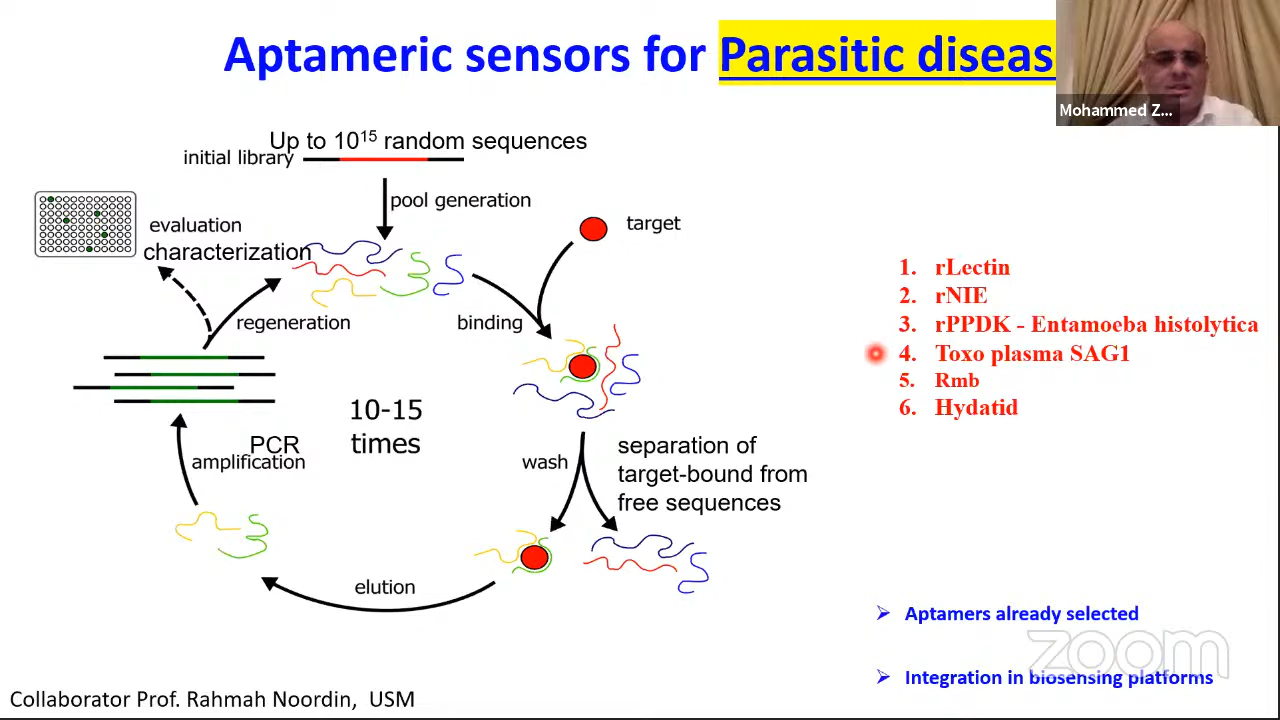 Aptameric sensors for Parasitic diseas
Mohammed Z...
Up to 10¹⁵ random sequences
initial library
pool generation
target
evaluation
characterization
regeneration
binding
10-15
times
PCR
amplification
wash
separation of
target-bound from
free sequences
elution
1. rLectin
2. rNIE
3. rPPDK - Entamoeba histolytica
4. Toxo plasma SAG1
5. Rmb
6. Hydatid
➢ Aptamers already selected
zoom
➢ Integration in biosensing platforms
Collaborator Prof. Rahmah Noordin, USM